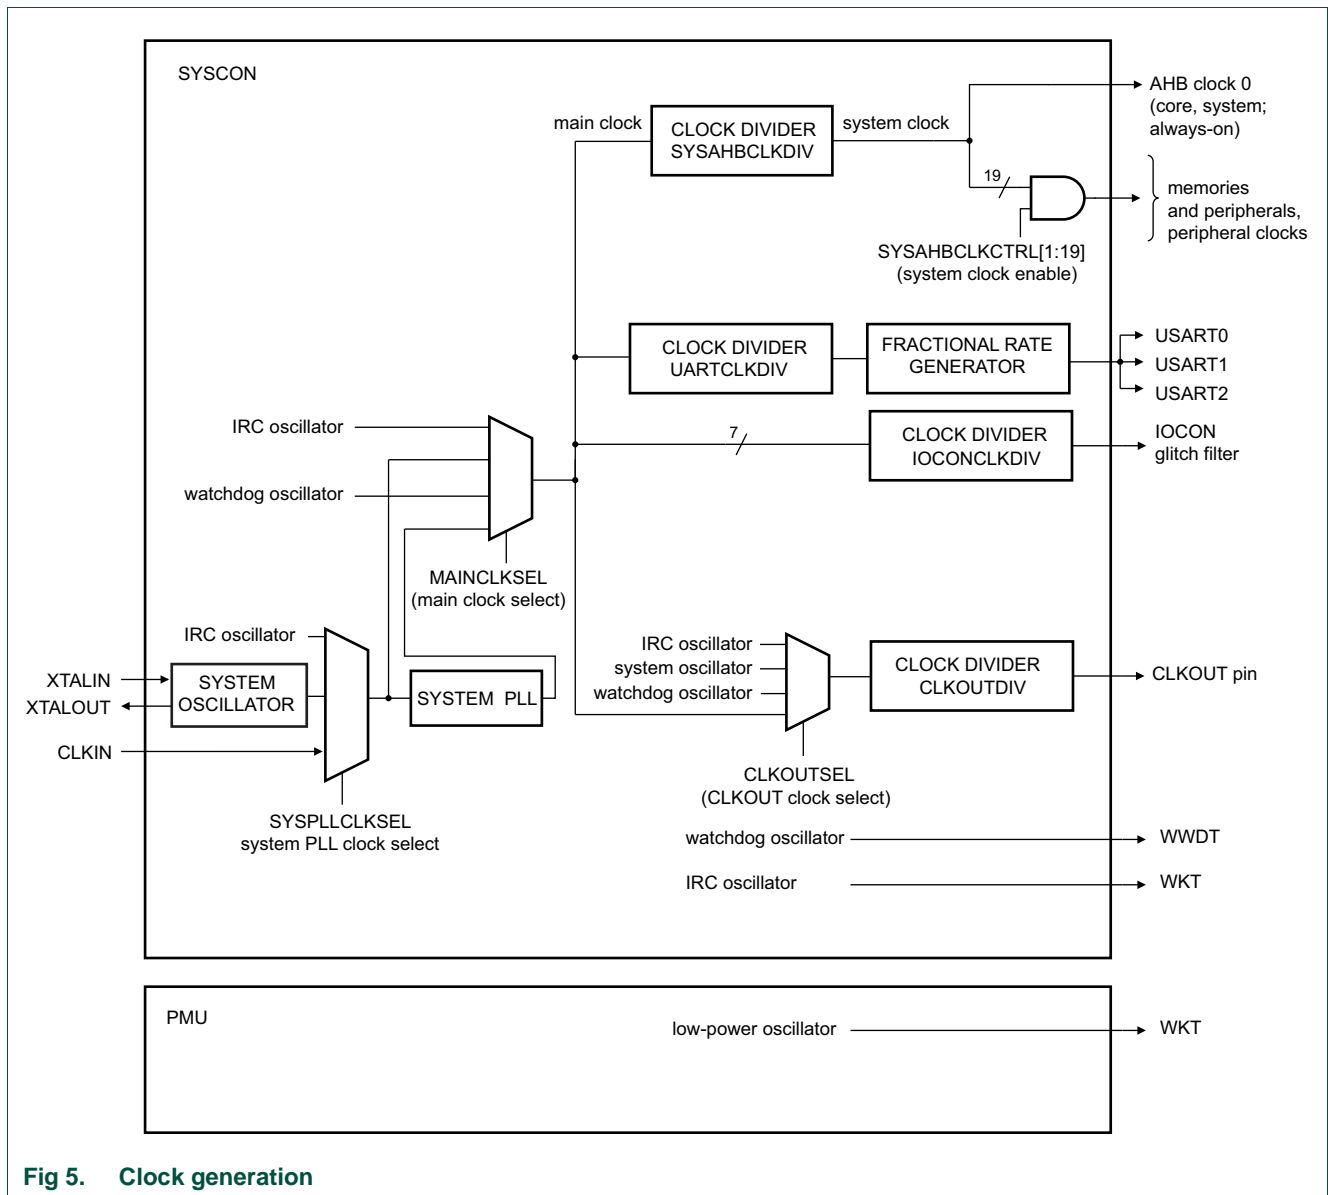 SYSCON
AHB clock 0
(core, system;
always-on)
main clock
CLOCK DIVIDER
SYSAHBCLKDIV
system clock
19
memories
and peripherals,
peripheral clocks
SYSAHBCLKCTRL[1:19]
(system clock enable)
CLOCK DIVIDER
UARTCLKDIV
FRACTIONAL RATE
GENERATOR
USART0
USART1
USART2
IRC oscillator
watchdog oscillator
7
CLOCK DIVIDER
IOCONCLKDIV
IOCON
glitch filter
MAINCLKSEL
(main clock select)
IRC oscillator
XTALIN
XTALOUT
CLKIN
SYSTEM
OSCILLATOR
SYSTEM PLL
IRC oscillator
system oscillator
watchdog oscillator
CLOCK DIVIDER
CLKOUTDIV
CLKOUT pin
SYSPLLCLKSEL
system PLL clock select
CLKOUTSEL
(CLKOUT clock select)
watchdog oscillator
WWDT
IRC oscillator
WKT
PMU
low-power oscillator
WKT
Fig 5. Clock generation